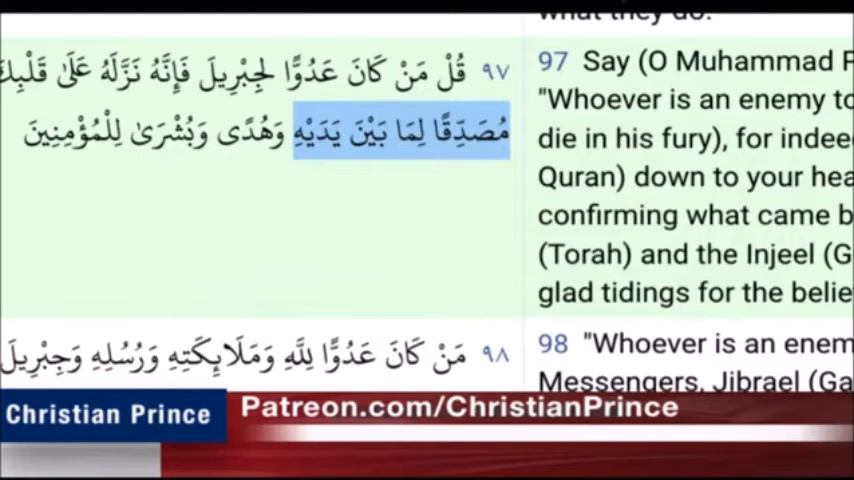 what they do.
٩٧ قُلْ مَنْ كَانَ عَدُوًّا لِجِبْرِيلَ فَإِنَّهُ نَزَّلَهُ عَلَىٰ قَلْبِكَ
مُصَدِّقًا لِمَا بَيْنَ يَدَيْهِ وَهُدًى وَبُشْرَىٰ لِلْمُؤْمِنِينَ
97 Say (O Muhammad
"Whoever is an enemy to
die in his fury), for indee
Quran) down to your hea
confirming what came b
(Torah) and the Injeel (G
glad tidings for the belie
٩٨ مَنْ كَانَ عَدُوًّا لِلَّهِ وَمَلَائِكَتِهِ وَرُسُلِهِ وَجِبْرِيلَ
98 "Whoever is an enem
Messengers, Jibrael (Ga
Christian Prince
Patreon.com/ChristianPrince